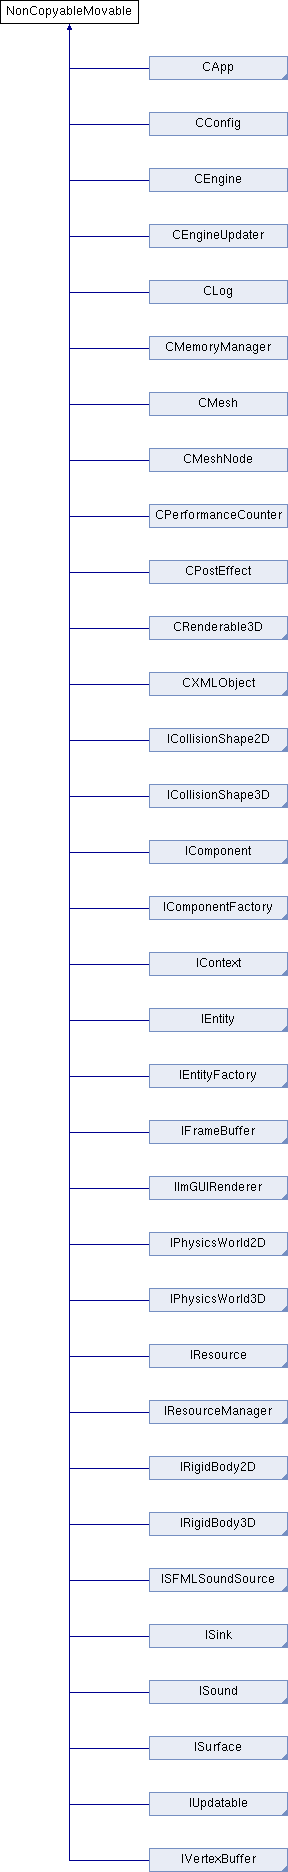 NonCopyableMovable
CApp
CConfig
CEngine
CEngineUpdater
CLog
CMemoryManager
CMesh
CMeshNode
CPerformanceCounter
CPostEffect
CRenderable3D
CXMLObject
ICollisionShape2D
ICollisionShape3D
IComponent
IComponentFactory
IContext
IEntity
IEntityFactory
IFrameBuffer
IImGUIRenderer
IPhysicsWorld2D
IPhysicsWorld3D
IResource
IResourceManager
IRigidBody2D
IRigidBody3D
ISFMLSoundSource
ISink
ISound
ISurface
IUpdatable
IVertexBuffer